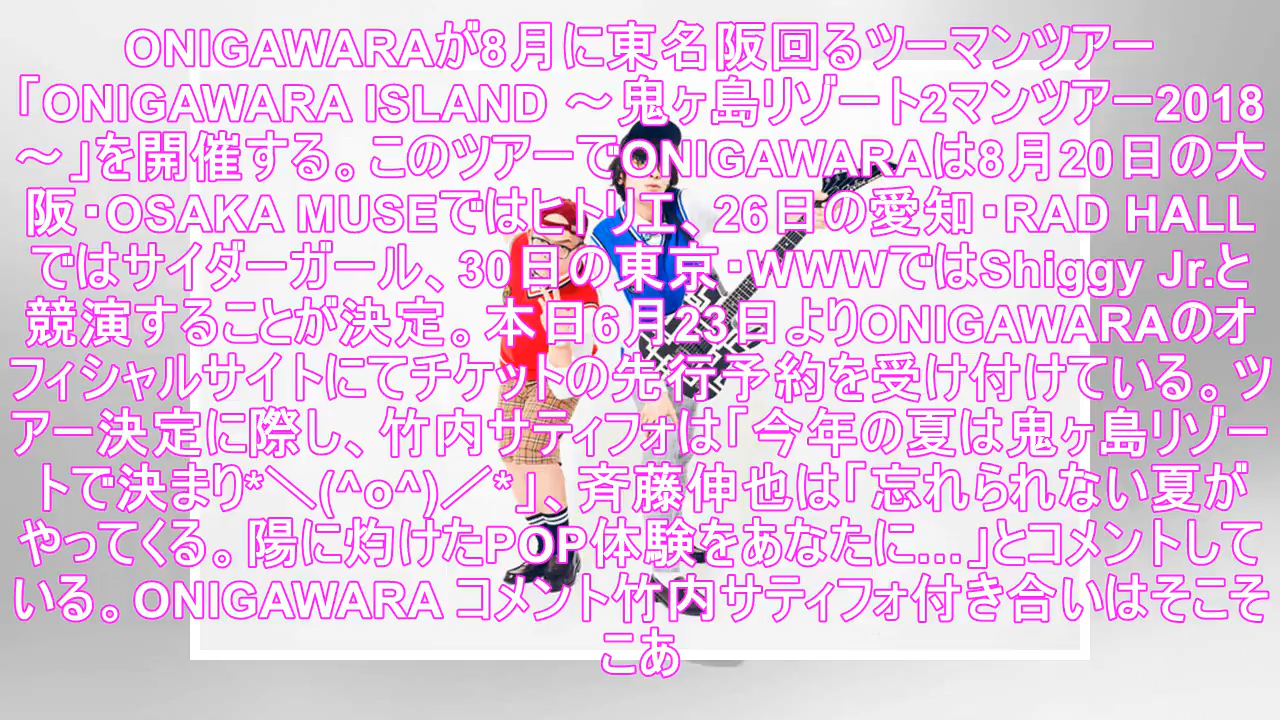 ONIGAWARAが8月に東名阪回るツーマンツアー
「ONIGAWARA ISLAND ～鬼ヶ島リゾート2マンツアー2018
～」を開催する。このツアーでONIGAWARAは8月20日の大
阪・OSAKA MUSEではヒトリエ、26日の愛知・RAD HALL
ではサイダーガール、30日の東京・WWWではShiggy Jr.と
競演することが決定。本日6月23日よりONIGAWARAのオ
フィシャルサイトにてチケットの先行予約を受け付けている。ツ
アー決定に際し、竹内サティフォは「今年の夏は鬼ヶ島リゾー
トで決まり*＼(^o^)／*」、斉藤伸也は「忘れられない夏が
やってくる。陽に灼けたPOP体験をあなたに…」とコメントして
いる。ONIGAWARA コメント竹内サティフォ付き合いはそこそ
こあ